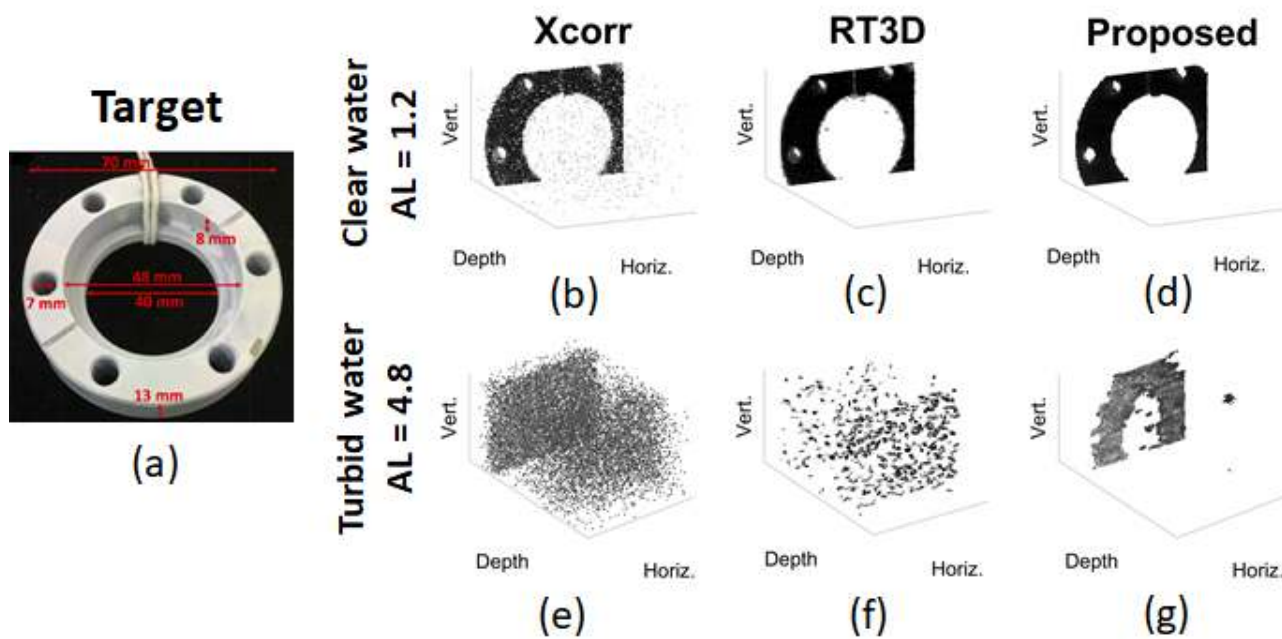 Xcorr
RT3D
Proposed
Target
Clear water
AL = 1.2
Vert.
Depth
Horiz.
(b)
Vert.
Depth
Horiz.
(c)
Vert.
Depth
Horiz.
(d)
70 mm
8 mm
48 mm
40 mm
7 mm
13 mm
(a)
Turbid water
AL = 4.8
Vert.
Depth
Horiz.
(e)
Vert.
Depth
Horiz.
(f)
Vert.
Depth
Horiz.
(g)